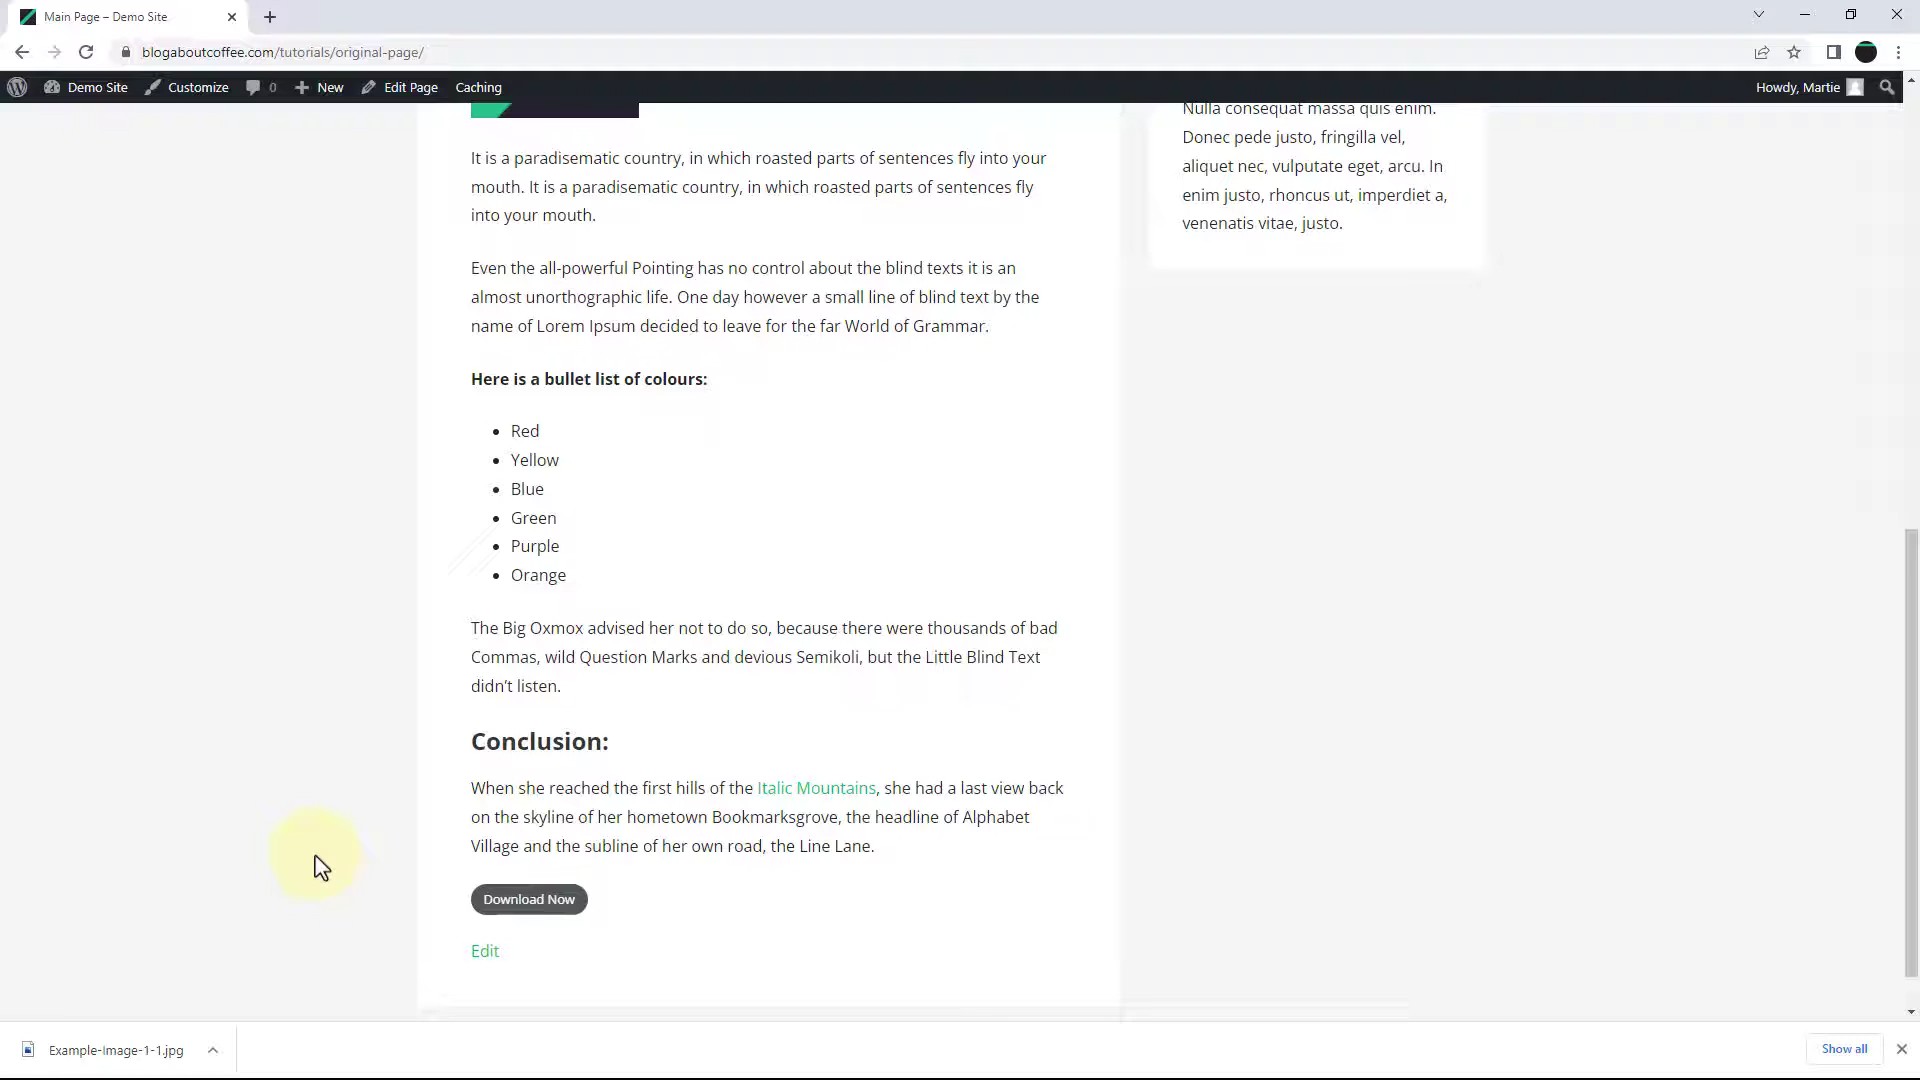 Main Page – Demo Site
blogaboutcoffee.com/tutorials/original-page/
Demo Site Customize 0 New Edit Page Caching Howdy, Martie
It is a paradisematic country, in which roasted parts of sentences fly into your
mouth. It is a paradisematic country, in which roasted parts of sentences fly
into your mouth.
Even the all-powerful Pointing has no control about the blind texts it is an
almost unorthographic life. One day however a small line of blind text by the
name of Lorem Ipsum decided to leave for the far World of Grammar.
Here is a bullet list of colours:
• Red
• Yellow
• Blue
• Green
• Purple
• Orange
The Big Oxmox advised her not to do so, because there were thousands of bad
Commas, wild Question Marks and devious Semikoli, but the Little Blind Text
didn’t listen.
Conclusion:
When she reached the first hills of the Italic Mountains, she had a last view back
on the skyline of her hometown Bookmarksgrove, the headline of Alphabet
Village and the subline of her own road, the Line Lane.
Download Now
Edit
Nulla consequat massa quis enim.
Donec pede justo, fringilla vel,
aliquet nec, vulputate eget, arcu. In
enim justo, rhoncus ut, imperdiet a,
venenatis vitae, justo.
Example-Image-1-1.jpg
Show all